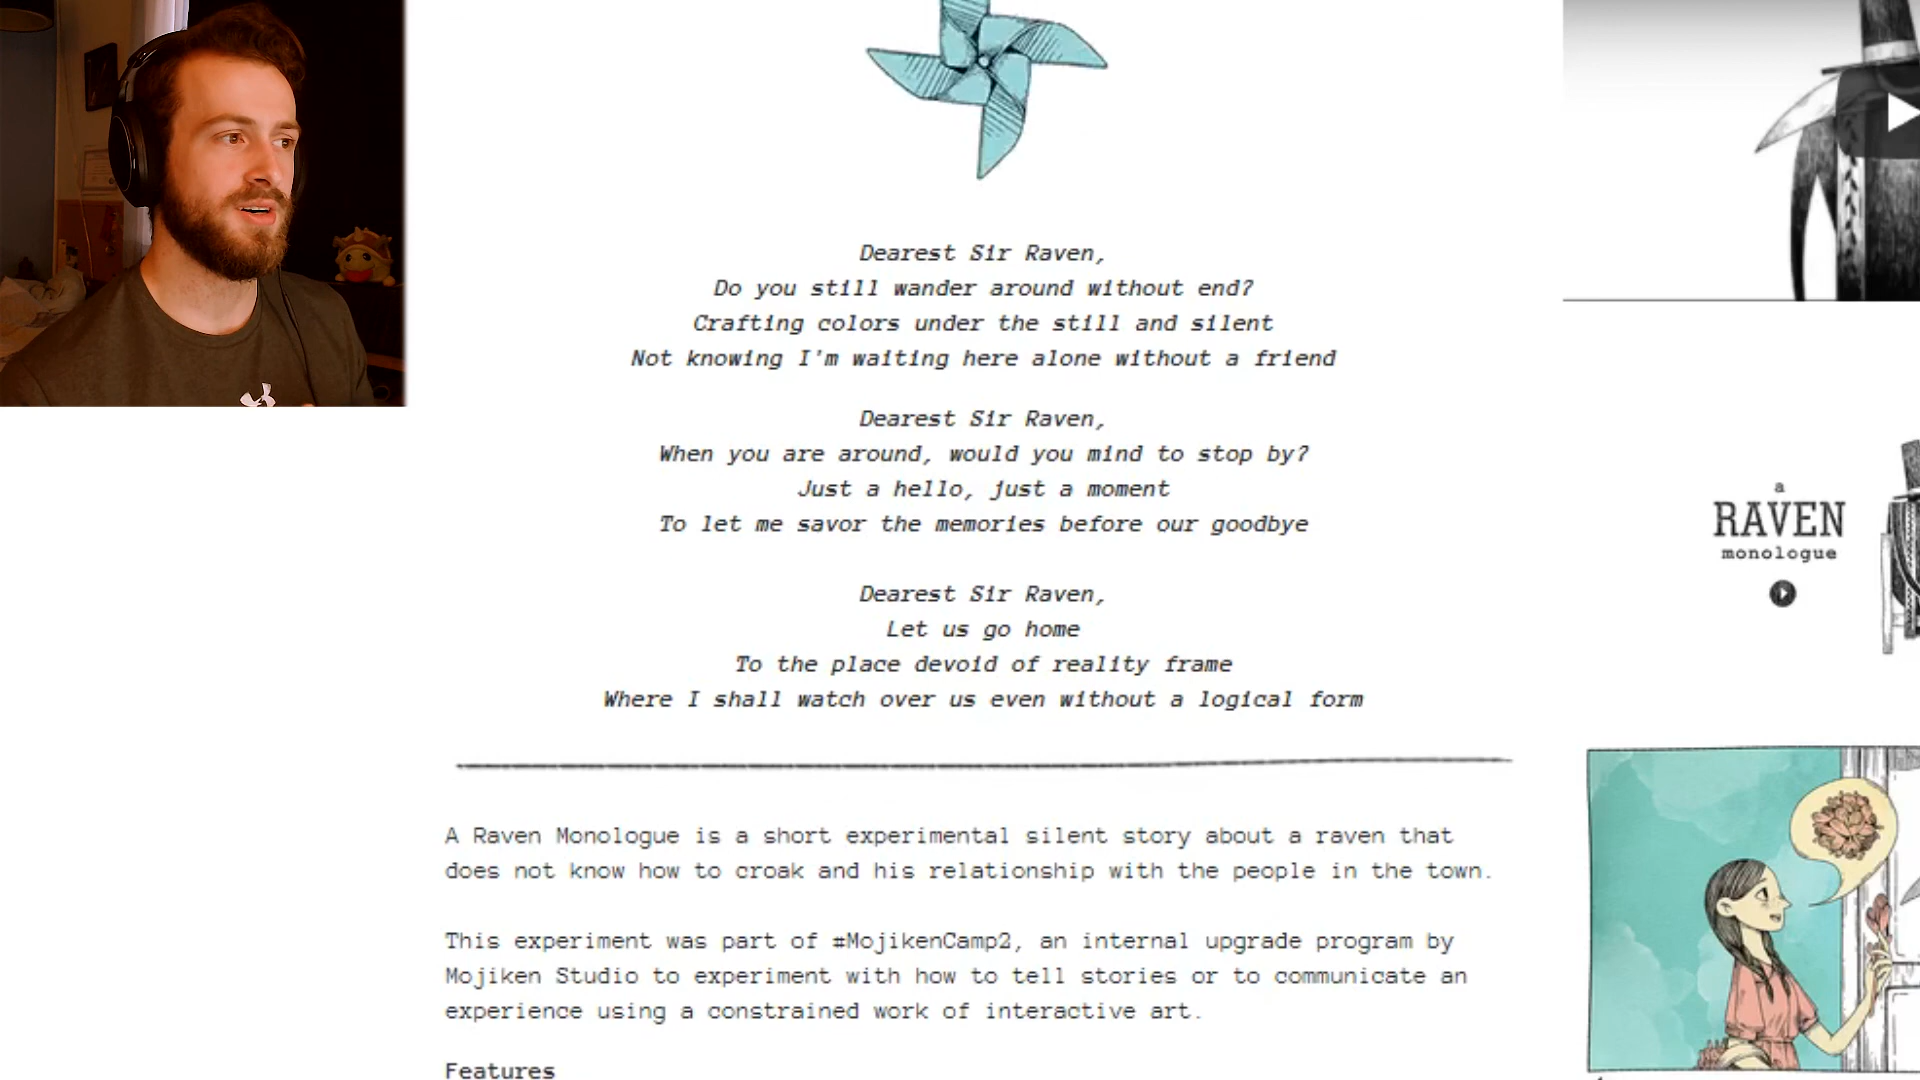 Dearest Sir Raven,
Do you still wander around without end?
Crafting colors under the still and silent
Not knowing I'm waiting here alone without a friend
Dearest Sir Raven,
When you are around, would you mind to stop by?
Just a hello, just a moment
To let me savor the memories before our goodbye
Dearest Sir Raven,
Let us go home
To the place devoid of reality frame
Where I shall watch over us even without a logical form
A Raven Monologue is a short experimental silent story about a raven that
does not know how to croak and his relationship with the people in the town.
This experiment was part of #MojikenCamp2, an internal upgrade program by
Mojiken Studio to experiment with how to tell stories or to communicate an
experience using a constrained work of interactive art.
Features
a
RAVEN
monologue